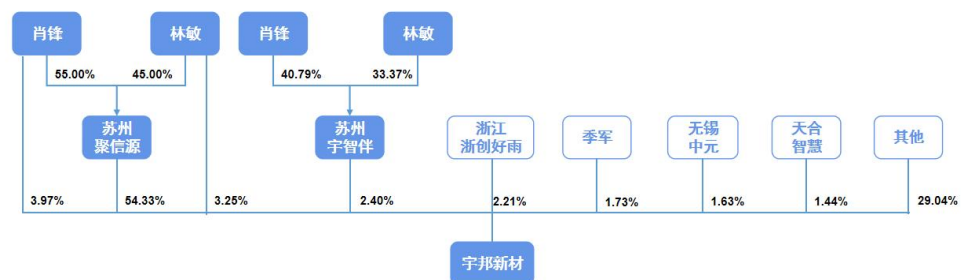 肖锋
林敏
肖锋
林敏
55.00%
45.00%
40.79%
33.37%
苏州
聚信源
苏州
宇智伴
浙江
浙创好雨
季军
无锡
中元
天合
智慧
其他
3.97%
54.33%
3.25%
2.40%
2.21%
1.73%
1.63%
1.44%
29.04%
宇邦新材